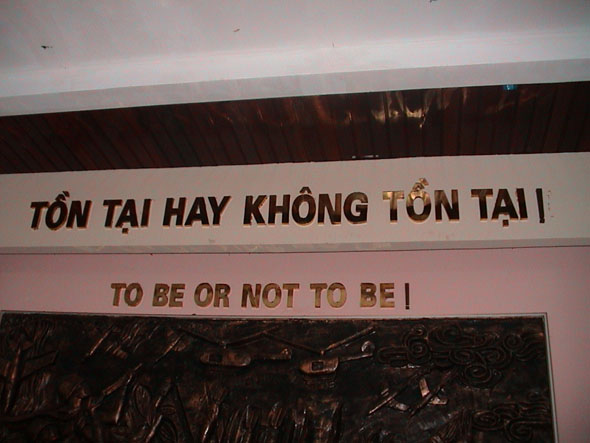 TỒN TẠI HAY KHÔNG TỒN TẠI!
TO BE OR NOT TO BE!